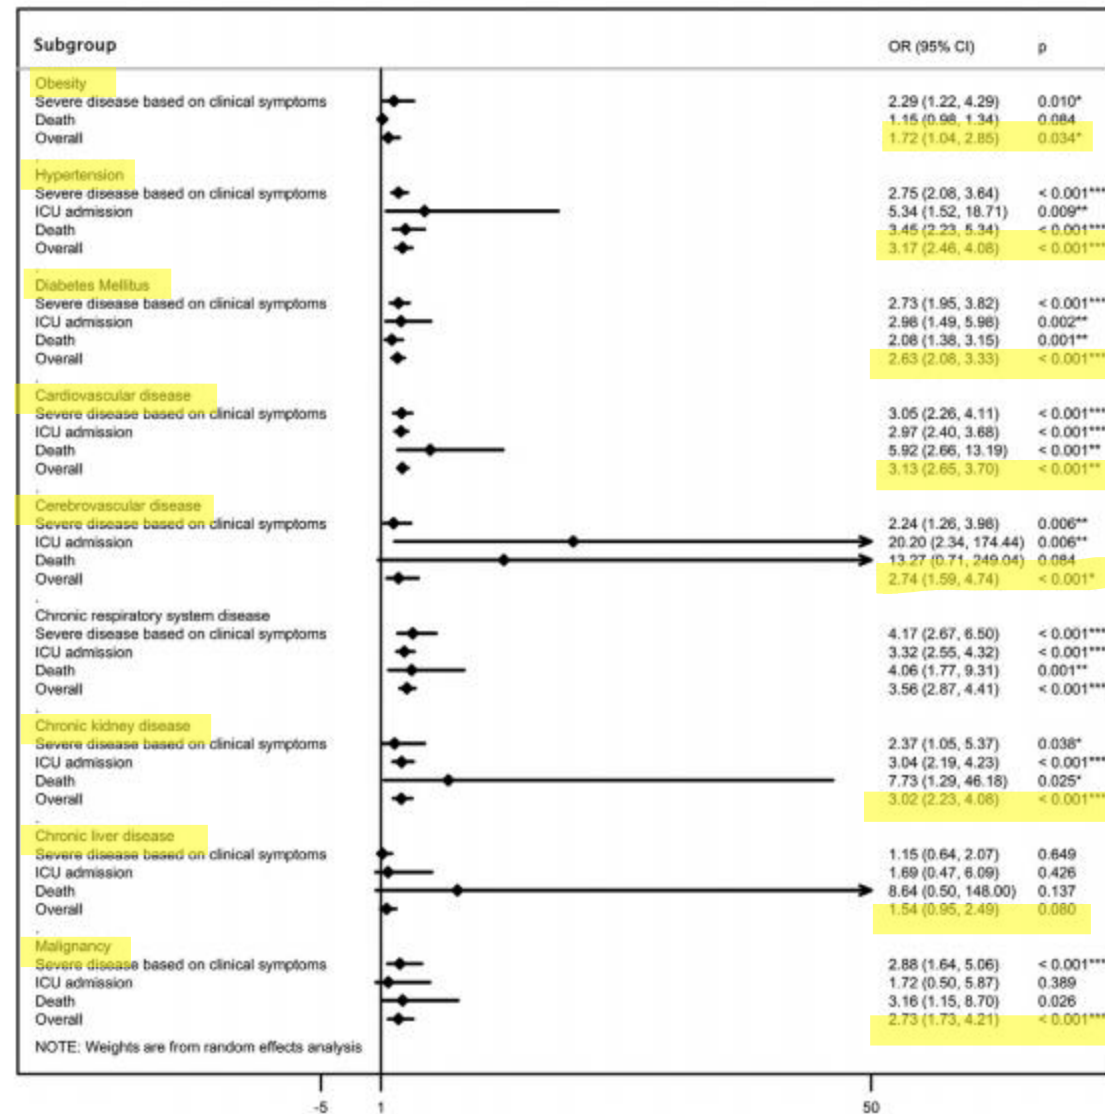 Subgroup OR (95% CI) p
Obesity
Severe disease based on clinical symptoms 2.29 (1.22, 4.29) 0.010*
Death 1.15 (0.98, 1.34) 0.084
Overall 1.72 (1.04, 2.85) 0.034*
.
Hypertension
Severe disease based on clinical symptoms 2.75 (2.08, 3.64) < 0.001***
ICU admission 5.34 (1.52, 18.71) 0.009**
Death 3.45 (2.23, 5.34) < 0.001***
Overall 3.17 (2.46, 4.08) < 0.001***
.
Diabetes Mellitus
Severe disease based on clinical symptoms 2.73 (1.95, 3.82) < 0.001***
ICU admission 2.98 (1.49, 5.98) 0.002**
Death 2.08 (1.38, 3.15) 0.001**
Overall 2.63 (2.08, 3.33) < 0.001***
.
Cardiovascular disease
Severe disease based on clinical symptoms 3.05 (2.26, 4.11) < 0.001***
ICU admission 2.97 (2.40, 3.68) < 0.001***
Death 5.92 (2.66, 13.19) < 0.001**
Overall 3.13 (2.65, 3.70) < 0.001**
.
Cerebrovascular disease
Severe disease based on clinical symptoms 2.24 (1.26, 3.98) 0.006**
ICU admission 20.20 (2.34, 174.44) 0.006**
Death 13.27 (0.71, 249.04) 0.084
Overall 2.74 (1.59, 4.74) < 0.001*
.
Chronic respiratory system disease
Severe disease based on clinical symptoms 4.17 (2.67, 6.50) < 0.001***
ICU admission 3.32 (2.55, 4.32) < 0.001***
Death 4.06 (1.77, 9.31) 0.001**
Overall 3.56 (2.87, 4.41) < 0.001***
.
Chronic kidney disease
Severe disease based on clinical symptoms 2.37 (1.05, 5.37) 0.038*
ICU admission 3.04 (2.19, 4.23) < 0.001***
Death 7.73 (1.29, 46.18) 0.025*
Overall 3.02 (2.23, 4.08) < 0.001***
.
Chronic liver disease
Severe disease based on clinical symptoms 1.15 (0.64, 2.07) 0.649
ICU admission 1.69 (0.47, 6.09) 0.426
Death 8.64 (0.50, 148.00) 0.137
Overall 1.54 (0.95, 2.49) 0.080
.
Malignancy
Severe disease based on clinical symptoms 2.88 (1.64, 5.06) < 0.001***
ICU admission 1.72 (0.50, 5.87) 0.389
Death 3.16 (1.15, 8.70) 0.026
Overall 2.73 (1.73, 4.21) < 0.001***
NOTE: Weights are from random effects analysis
-5 1 50